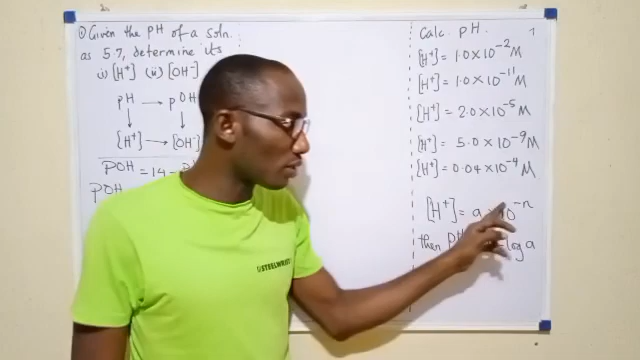 ① Given the pH of a soln.
as 5.7, determine its
(i) [H⁺] (ii) [OH⁻]
pH → pOH
[H⁺] → [OH⁻]
POH = 14 -
POH
Calc. pH. 1
[H⁺] = 1.0 × 10⁻² M
[H⁺] = 1.0 × 10⁻¹¹ M
[H⁺] = 2.0 × 10⁻⁵ M
[H⁺] = 5.0 × 10⁻⁹ M
[H⁺] = 0.04 × 10⁻⁴ M
[H⁺] = a × 10⁻ⁿ
then log a
STEELWRIST